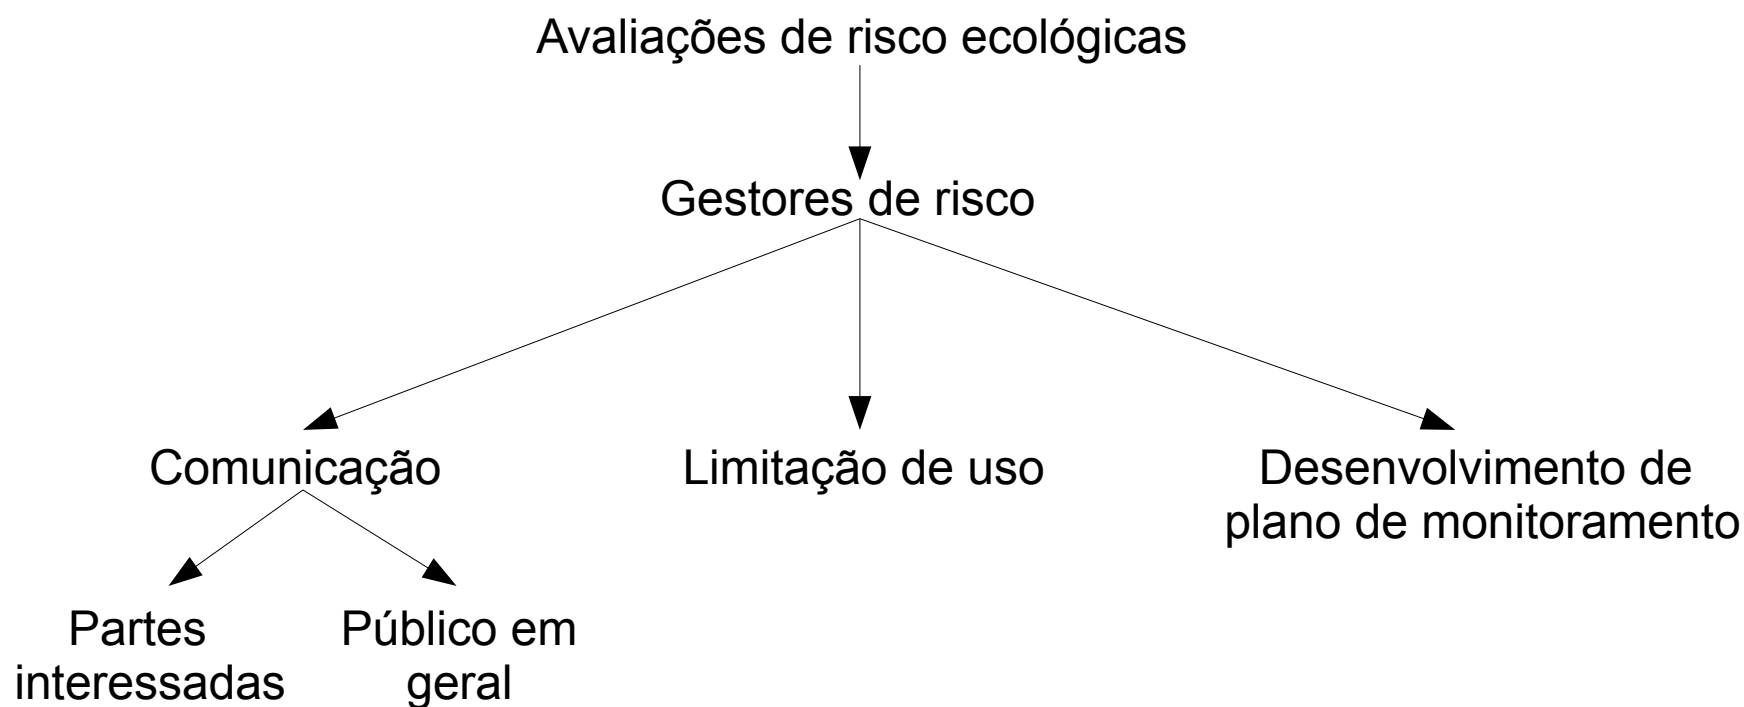 Avaliações de risco ecológicas
Gestores de risco
Comunicação
Limitação de uso
Desenvolvimento de
plano de monitoramento
Partes
interessadas
Público em
geral